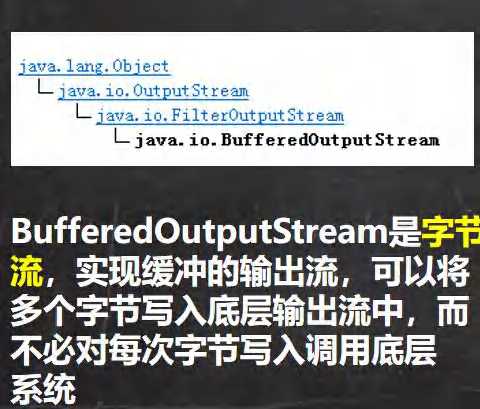 java.lang.Object
java.io.OutputStream
java.io.FilterOutputStream
java.io.BufferedOutputStream
BufferedOutputStream是字节
流，实现缓冲的输出流，可以将
多个字节写入底层输出流中，而
不必对每次字节写入调用底层
系统